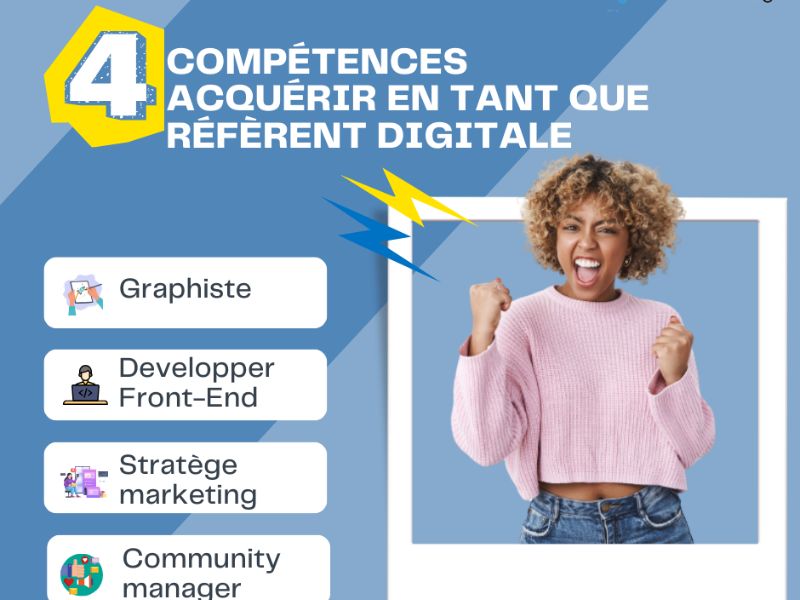 4
COMPÉTENCES
ACQUÉRIR EN TANT QUE
RÉFÈRENT DIGITALE
Graphiste
Developper
Front-End
Stratège
marketing
Community
manager